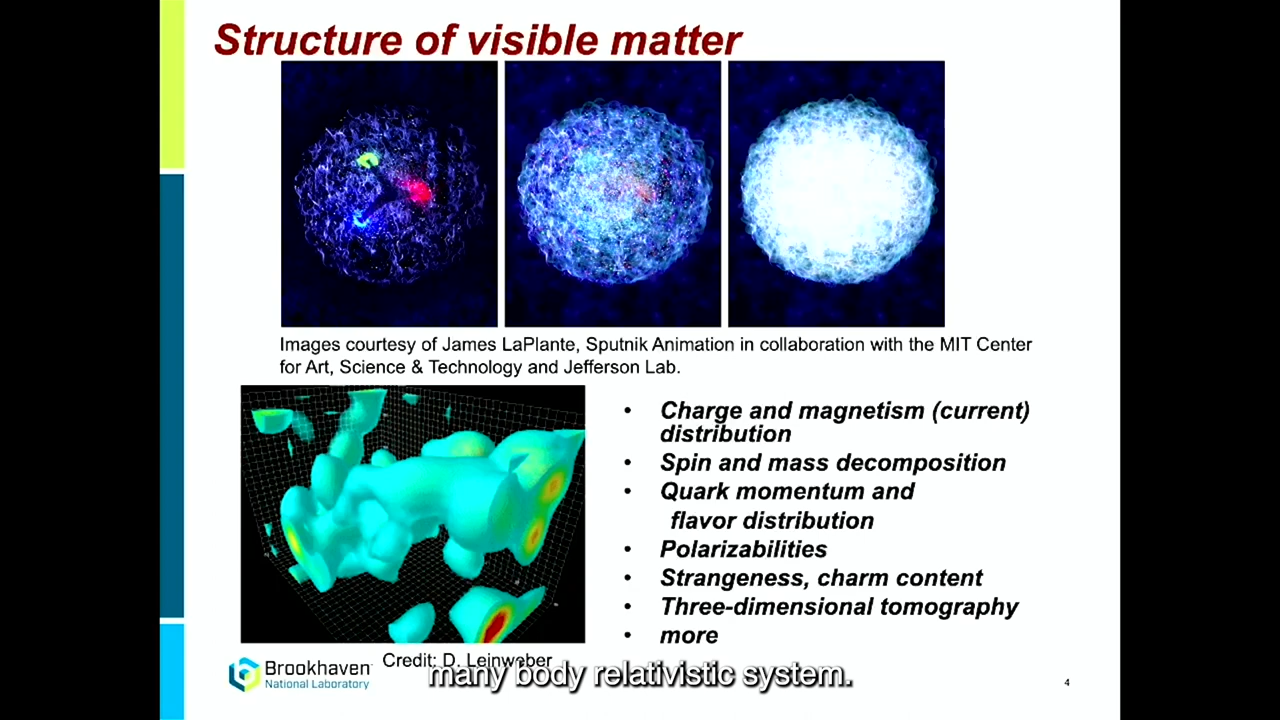 Structure of visible matter
Images courtesy of James LaPlante, Sputnik Animation in collaboration with the MIT Center
for Art, Science & Technology and Jefferson Lab.
• Charge and magnetism (current)
distribution
• Spin and mass decomposition
• Quark momentum and
flavor distribution
• Polarizabilities
• Strangeness, charm content
• Three-dimensional tomography
• more
Credit: D. Leinweber
Brookhaven
National Laboratory
many body relativistic system.
4